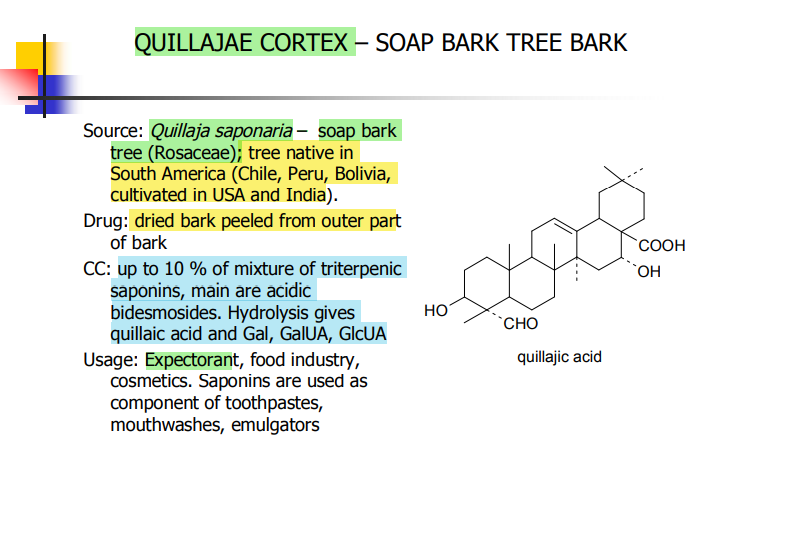 QUILLAJAE CORTEX – SOAP BARK TREE BARK
Source: Quillaja saponaria – soap bark
tree (Rosaceae); tree native in
South America (Chile, Peru, Bolivia,
cultivated in USA and India).
Drug: dried bark peeled from outer part
of bark
CC: up to 10 % of mixture of triterpenic
saponins, main are acidic
bidesmosides. Hydrolysis gives
quillaic acid and Gal, GalUA, GlcUA
Usage: Expectorant, food industry,
cosmetics. Saponins are used as
component of toothpastes,
mouthwashes, emulgators
COOH
OH
HO
CHO
quillajic acid